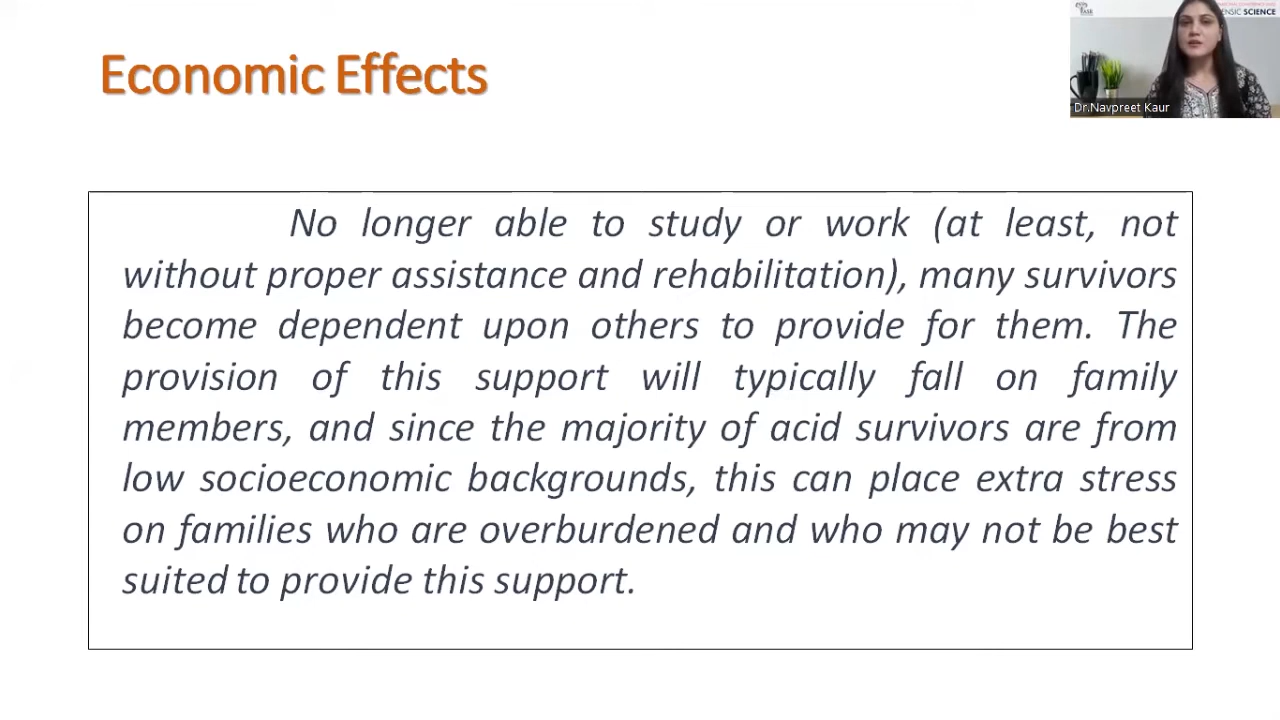 Economic Effects
ENSIC SCIENCE
Dr.Navpreet Kaur
No longer able to study or work (at least, not
without proper assistance and rehabilitation), many survivors
become dependent upon others to provide for them. The
provision of this support will typically fall on family
members, and since the majority of acid survivors are from
low socioeconomic backgrounds, this can place extra stress
on families who are overburdened and who may not be best
suited to provide this support.